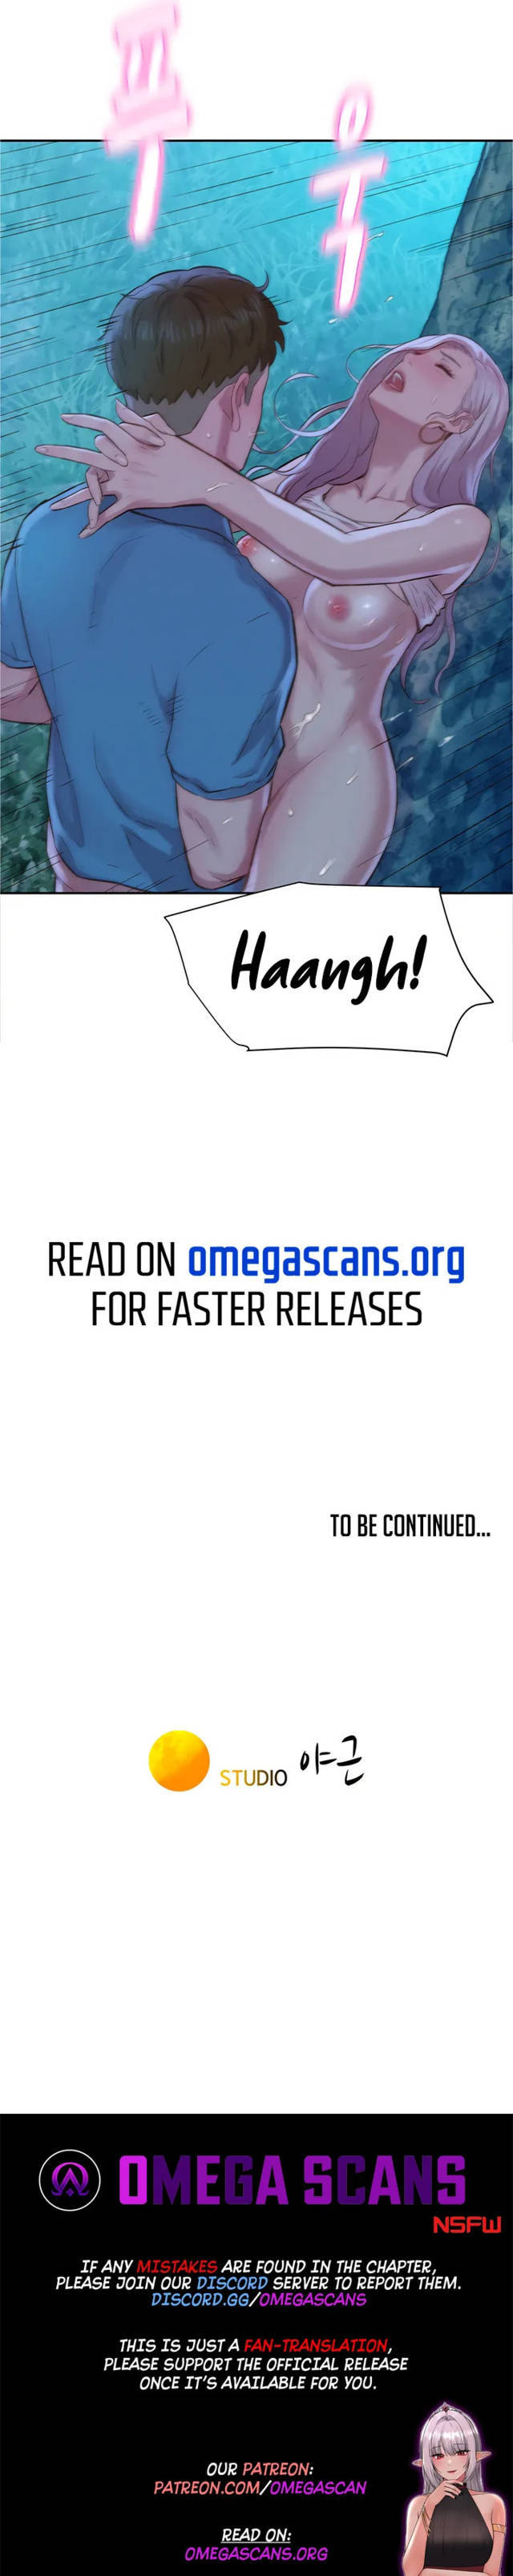 푹
우
Haangh!
READ ON omegascans.org
FOR FASTER RELEASES
TO BE CONTINUED...
STUDIO 야근
OMEGA SCANS
NSFW
IF ANY MISTAKES ARE FOUND IN THE CHAPTER,
PLEASE JOIN OUR DISCORD SERVER TO REPORT THEM.
DISCORD.GG/OMEGASCANS
THIS IS JUST A FAN-TRANSLATION,
PLEASE SUPPORT THE OFFICIAL RELEASE
ONCE IT'S AVAILABLE FOR YOU.
OUR PATREON:
PATREON.COM/OMEGASCAN
READ ON:
OMEGASCANS.ORG